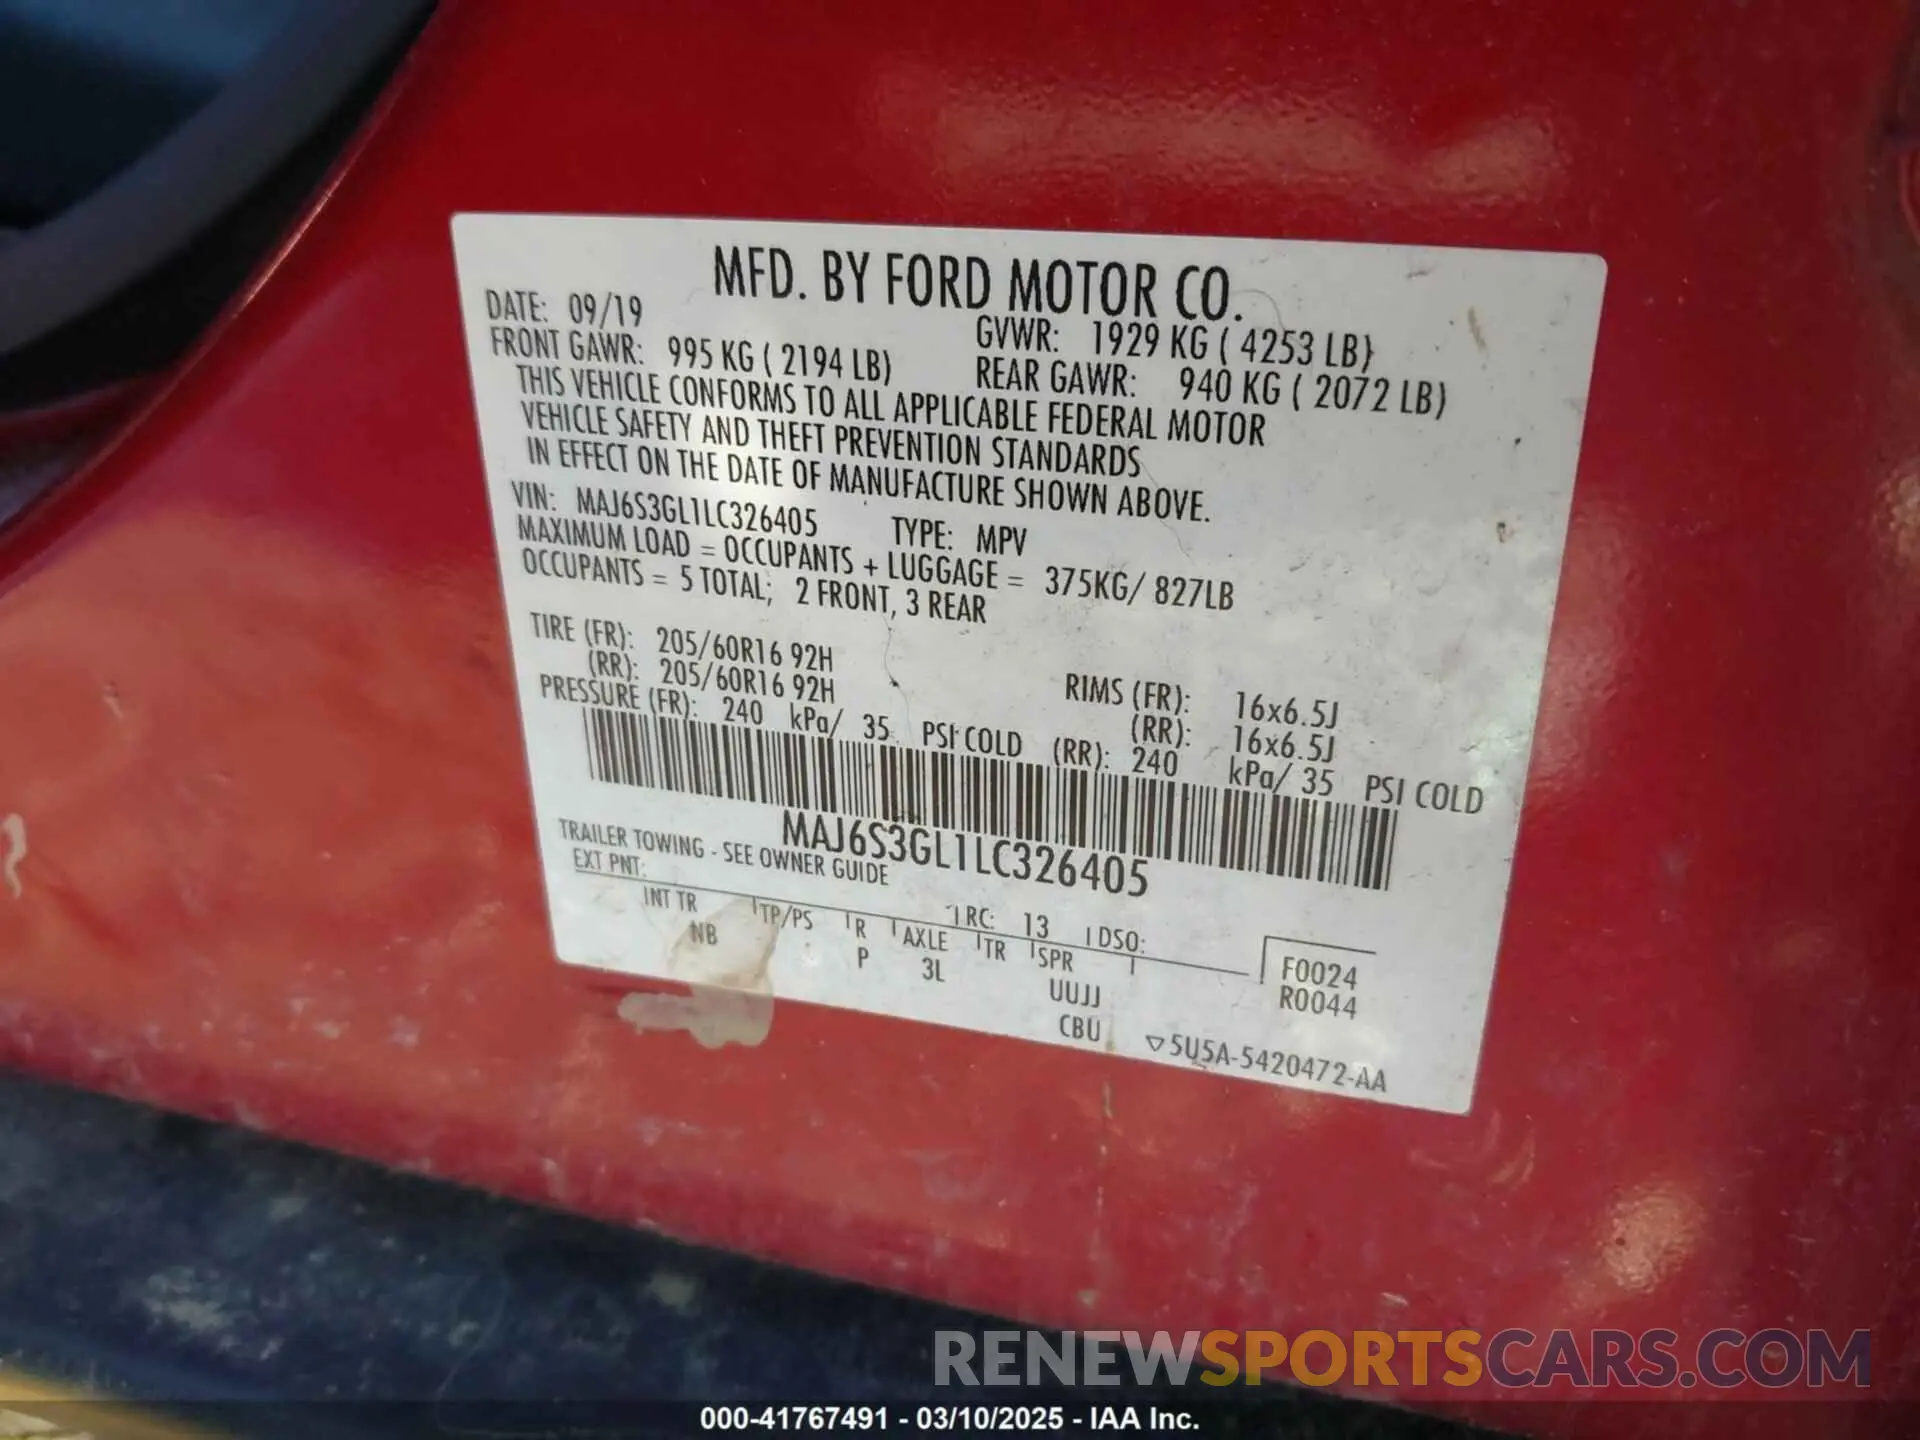 MFD. BY FORD MOTOR CO.
DATE: 09/19
GVWR: 1929 KG ( 4253 LB)
FRONT GAWR: 995 KG ( 2194 LB)
REAR GAWR: 940 KG ( 2072 LB)
THIS VEHICLE CONFORMS TO ALL APPLICABLE FEDERAL MOTOR
VEHICLE SAFETY AND THEFT PREVENTION STANDARDS
IN EFFECT ON THE DATE OF MANUFACTURE SHOWN ABOVE.
VIN: MAJ6S3GL1LC326405 TYPE: MPV
MAXIMUM LOAD = OCCUPANTS + LUGGAGE = 375KG/ 827LB
OCCUPANTS = 5 TOTAL; 2 FRONT, 3 REAR
TIRE (FR): 205/60R16 92H RIMS (FR): 16x6.5J
(RR): 205/60R16 92H (RR): 16x6.5J
PRESSURE (FR): 240 kPa/ 35 PSI COLD (RR): 240 kPa/ 35 PSI COLD
MAJ6S3GL1LC326405
TRAILER TOWING - SEE OWNER GUIDE
EXT PNT: RC: 13 DSO:
INT TR TP/PS R AXLE TR SPR
NB P 3L UUJJ
CBU
F0024
R0044
▽5U5A-5420472-AA
RENEWSPORTSCARS.COM
000-41767491 - 03/10/2025 - IAA Inc.